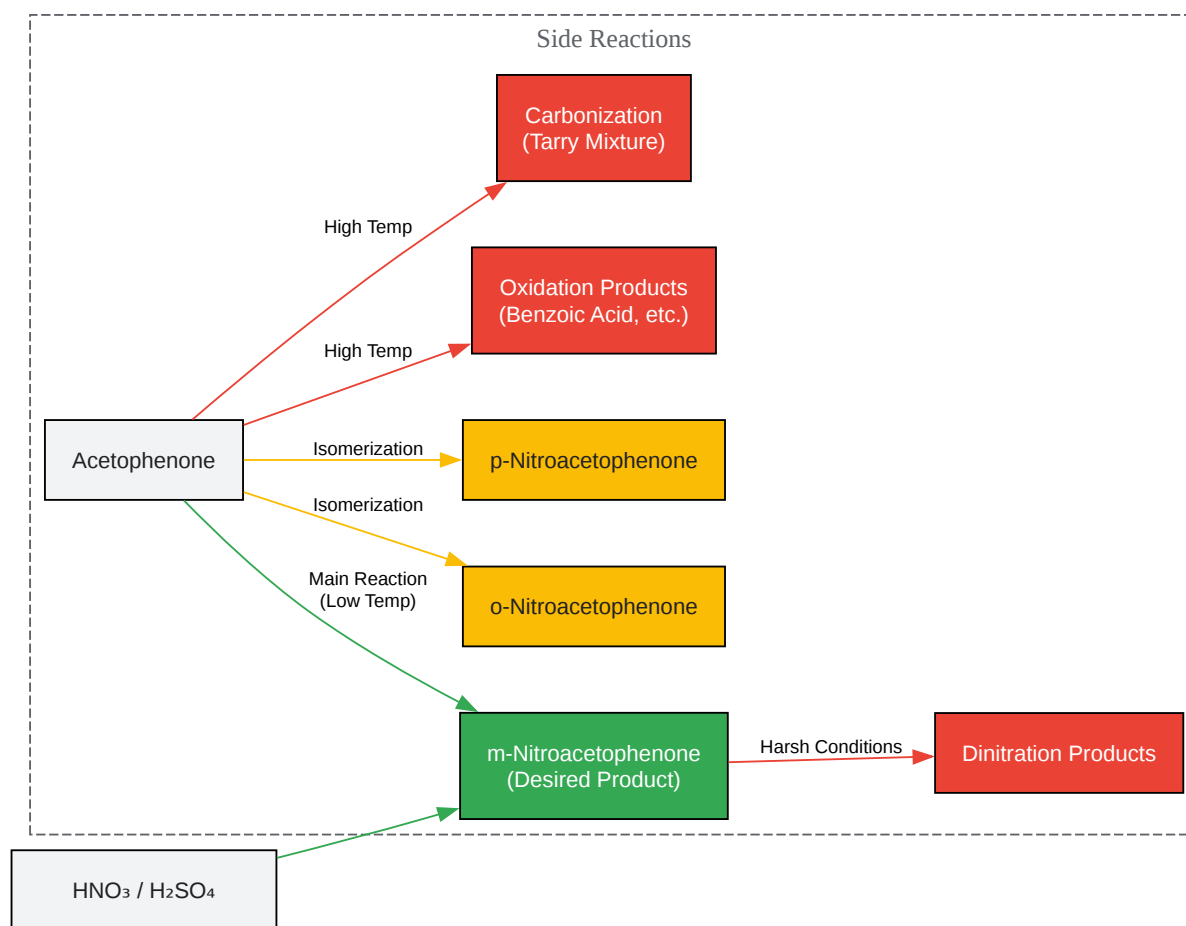 Side Reactions
Carbonization
(Tarry Mixture)
High Temp
Oxidation Products
(Benzoic Acid, etc.)
High Temp
Acetophenone
Isomerization
p-Nitroacetophenone
Isomerization
o-Nitroacetophenone
Main Reaction
(Low Temp)
m-Nitroacetophenone
(Desired Product)
Harsh Conditions
Dinitration Products
HNO₃ / H₂SO₄